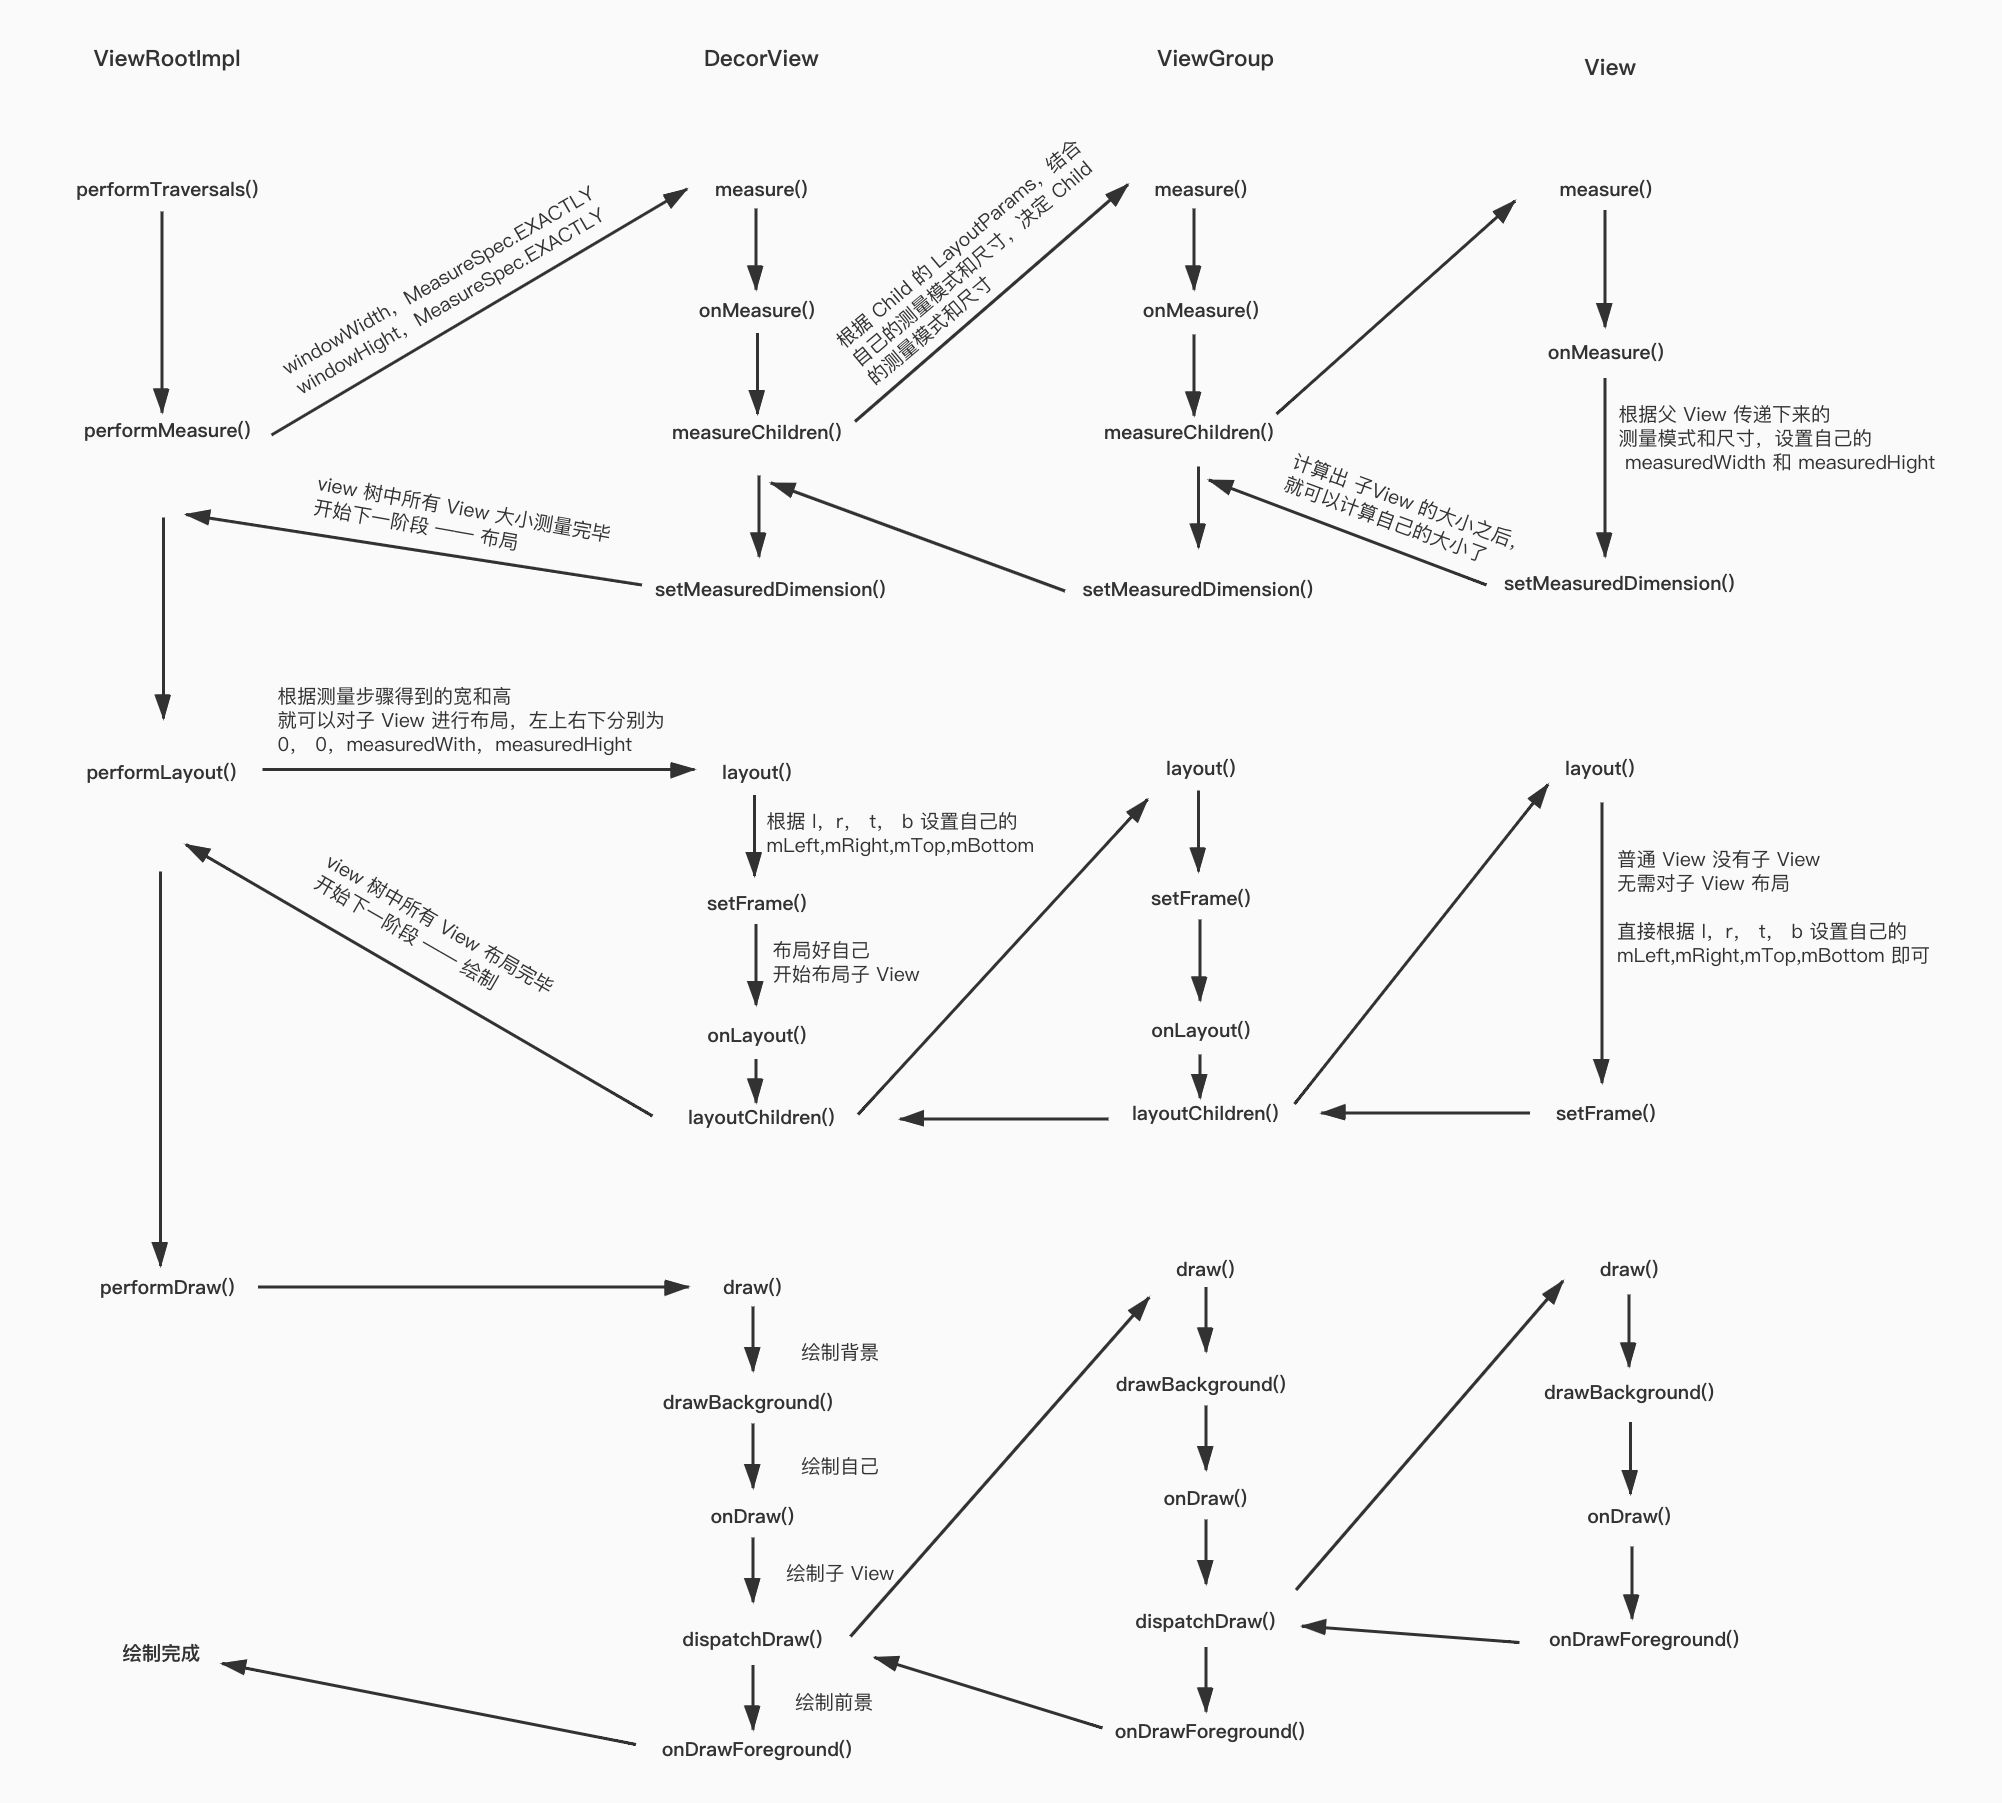 ViewRootImpl
DecorView
ViewGroup
View
performTraversals()
windowWidth，MeasureSpec.EXACTLY
windowHight，MeasureSpec.EXACTLY
measure()
根据 Child 的 LayoutParams，结合
自己的测量模式和尺寸，决定 Child
的测量模式和尺寸
measure()
measure()
onMeasure()
onMeasure()
onMeasure()
performMeasure()
measureChildren()
measureChildren()
根据父 View 传递下来的
测量模式和尺寸，设置自己的
measuredWidth 和 measuredHight
view 树中所有 View 大小测量完毕
开始下一阶段 —— 布局
计算出 子View 的大小之后，
就可以计算自己的大小了
setMeasuredDimension()
setMeasuredDimension()
setMeasuredDimension()
根据测量步骤得到的宽和高
就可以对子 View 进行布局，左上右下分别为
0， 0，measuredWith，measuredHight
performLayout()
layout()
layout()
layout()
根据 l，r， t， b 设置自己的
mLeft,mRight,mTop,mBottom
普通 View 没有子 View
无需对子 View 布局
直接根据 l，r， t， b 设置自己的
mLeft,mRight,mTop,mBottom 即可
view 树中所有 View 布局完毕
开始下一阶段 —— 绘制
setFrame()
setFrame()
布局好自己
开始布局子 View
onLayout()
onLayout()
layoutChildren()
layoutChildren()
setFrame()
performDraw()
draw()
draw()
draw()
绘制背景
drawBackground()
drawBackground()
drawBackground()
绘制自己
onDraw()
onDraw()
onDraw()
绘制子 View
dispatchDraw()
dispatchDraw()
onDrawForeground()
绘制完成
绘制前景
onDrawForeground()
onDrawForeground()